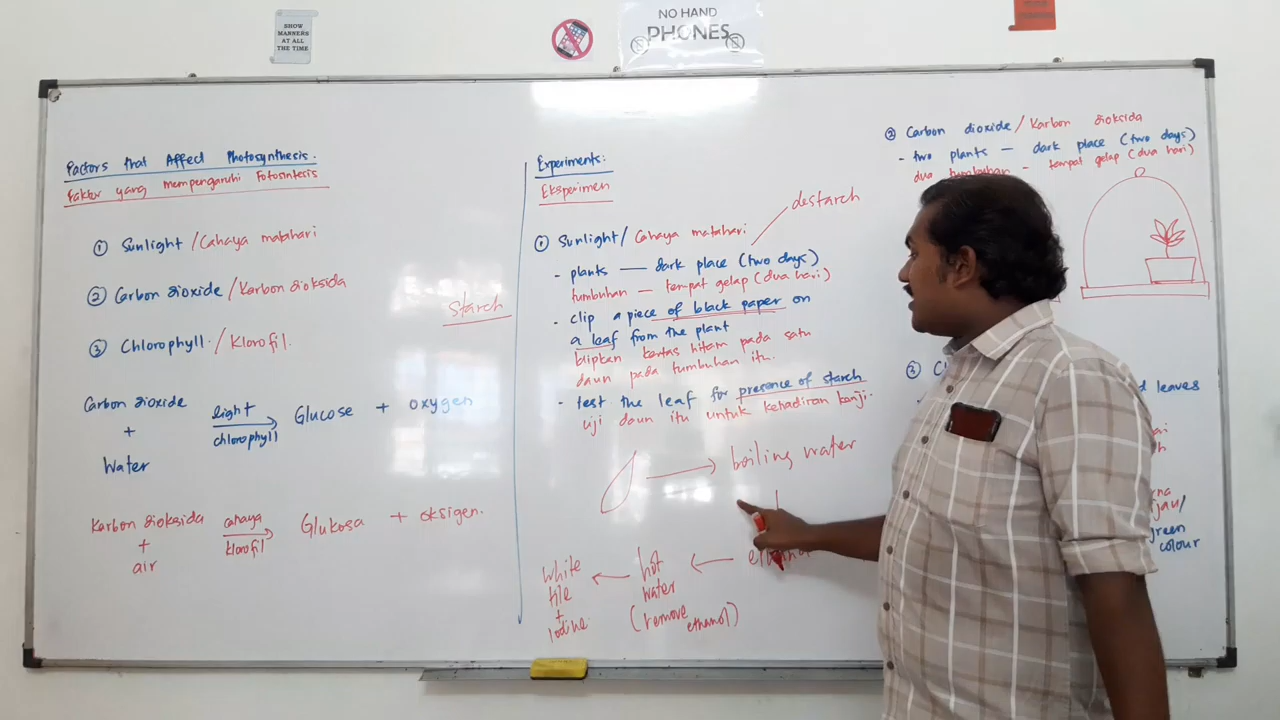 SHOW
MANNERS
AT ALL
THE TIME
NO HAND
PHONES
Factors that Affect Photosynthesis.
Faktor yang mempengaruhi Fotosintesis
① Sunlight / Cahaya matahari
② Carbon dioxide / Karbon dioksida
③ Chlorophyll / Klorofil.
starch
Carbon dioxide
+
Water
light
chlorophyll
Glucose + oxygen
Karbon dioksida
+
air
cahaya
klorofil
Glukosa + oksigen.
Experiments:
Eksperimen
destarch
① Sunlight / Cahaya matahari
- plants — dark place (two days)
tumbuhan — tempat gelap (dua hari)
- clip a piece of black paper on
a leaf from the plant
klipkan kertas hitam pada satu
daun pada tumbuhan itu.
- test the leaf for presence of starch
uji daun itu untuk kehadiran kanji.
boiling water
hot
water
(remove ethanol)
white
tile
+
Iodine
② Carbon dioxide / Karbon dioksida
- two plants — dark place (two days)
dua tumbuhan - tempat gelap (dua hari)
③
leaves
green
colour